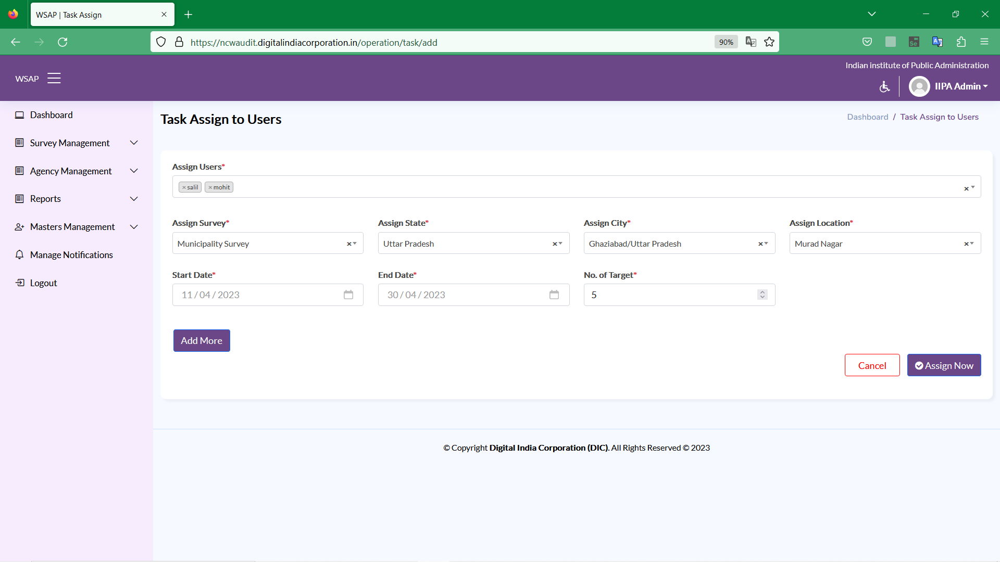 WSAP | Task Assign
https://ncwaudit.digitalindiacorporation.in/operation/task/add
90%
WSAP
Indian institute of Public Administration
IIPA Admin
Dashboard
Survey Management
Agency Management
Reports
Masters Management
Manage Notifications
Logout
Task Assign to Users
Dashboard / Task Assign to Users
Assign Users*
×salil ×mohit
Assign Survey* Assign State* Assign City* Assign Location*
Municipality Survey × Uttar Pradesh × Ghaziabad/Uttar Pradesh × Murad Nagar ×
Start Date* End Date* No. of Target*
11 / 04 / 2023 30 / 04 / 2023 5
Add More
Cancel Assign Now
© Copyright Digital India Corporation (DIC). All Rights Reserved © 2023